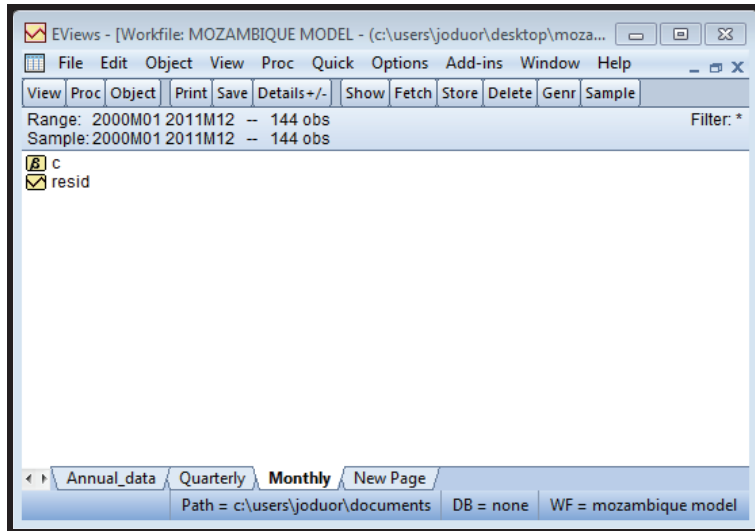 EViews - [Workfile: MOZAMBIQUE MODEL - (c:\users\joduor\desktop\moza...
File Edit Object View Proc Quick Options Add-ins Window Help
View Proc Object Print Save Details+/- Show Fetch Store Delete Genr Sample
Range: 2000M01 2011M12 -- 144 obs Filter: *
Sample: 2000M01 2011M12 -- 144 obs
β c
resid
Annual_data Quarterly Monthly New Page
Path = c:\users\joduor\documents DB = none WF = mozambique model